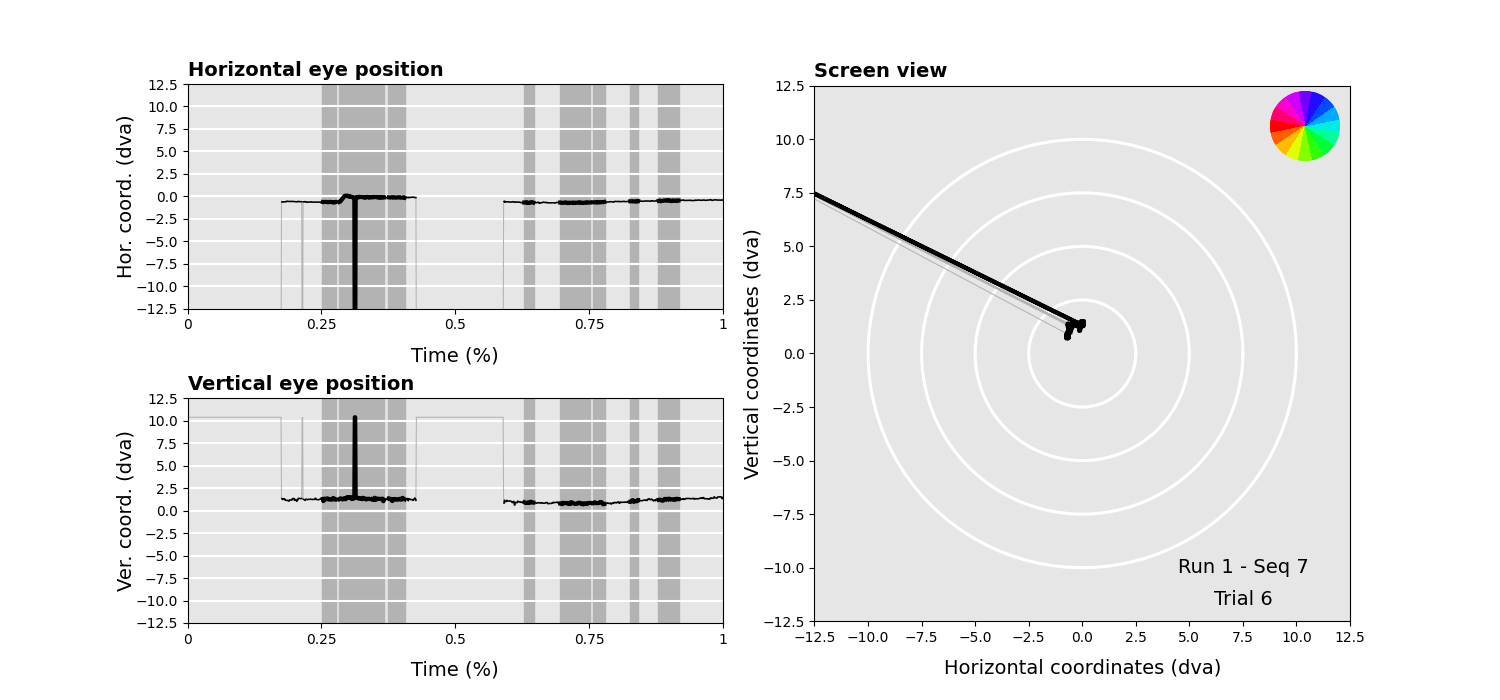 Horizontal eye position
Hor. coord. (dva)
12.5
10.0
7.5
5.0
2.5
0.0
−2.5
−5.0
−7.5
−10.0
−12.5
0 0.25 0.5 0.75 1
Time (%)
Vertical eye position
Ver. coord. (dva)
12.5
10.0
7.5
5.0
2.5
0.0
−2.5
−5.0
−7.5
−10.0
−12.5
0 0.25 0.5 0.75 1
Time (%)
Screen view
Vertical coordinates (dva)
12.5
10.0
7.5
5.0
2.5
0.0
−2.5
−5.0
−7.5
−10.0
−12.5
Run 1 - Seq 7
Trial 6
−12.5 −10.0 −7.5 −5.0 −2.5 0.0 2.5 5.0 7.5 10.0 12.5
Horizontal coordinates (dva)